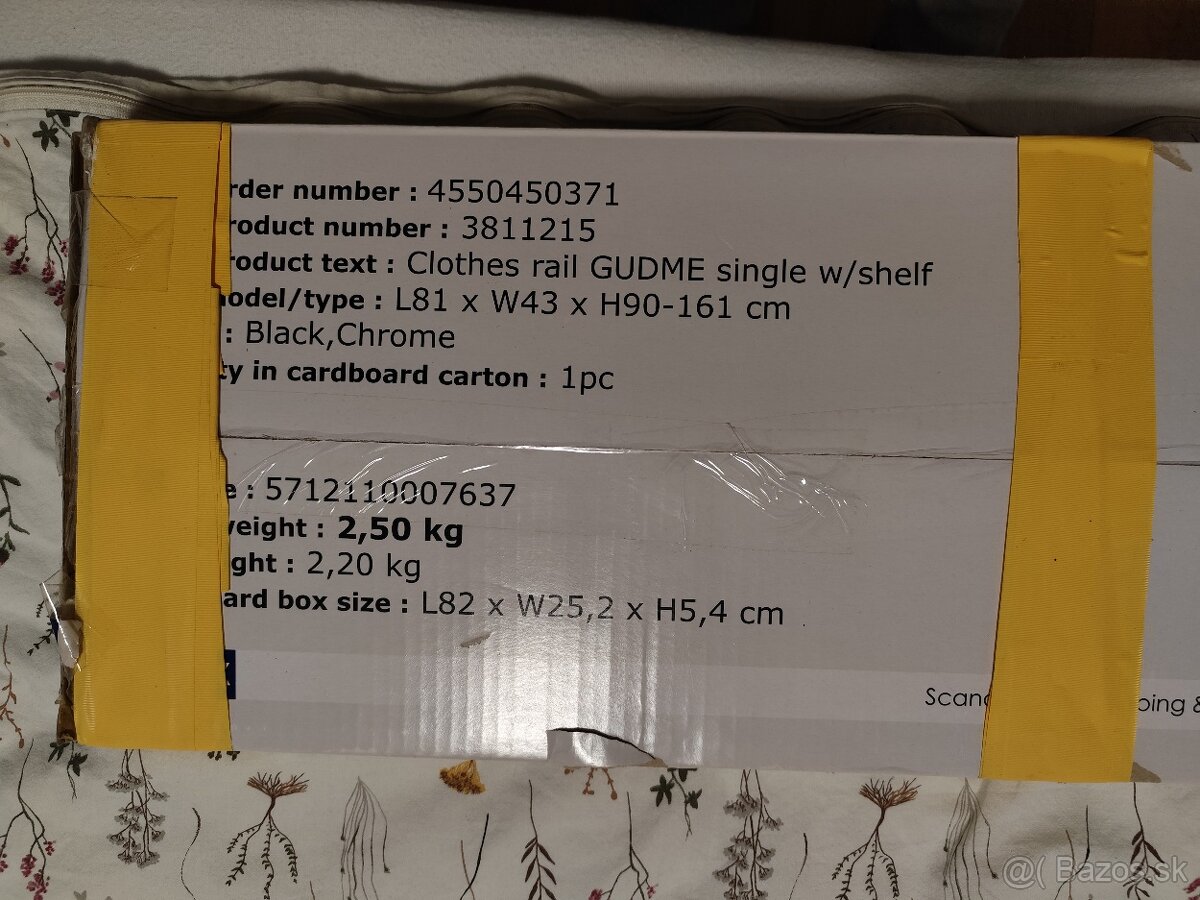 rder number : 4550450371
roduct number : 3811215
roduct text : Clothes rail GUDME single w/shelf
odel/type : L81 x W43 x H90-161 cm
: Black,Chrome
ty in cardboard carton : 1pc
e : 5712110007637
weight : 2,50 kg
ght : 2,20 kg
ard box size : L82 x W25,2 x H5,4 cm
Scan
ping &
@( Bazos.sk